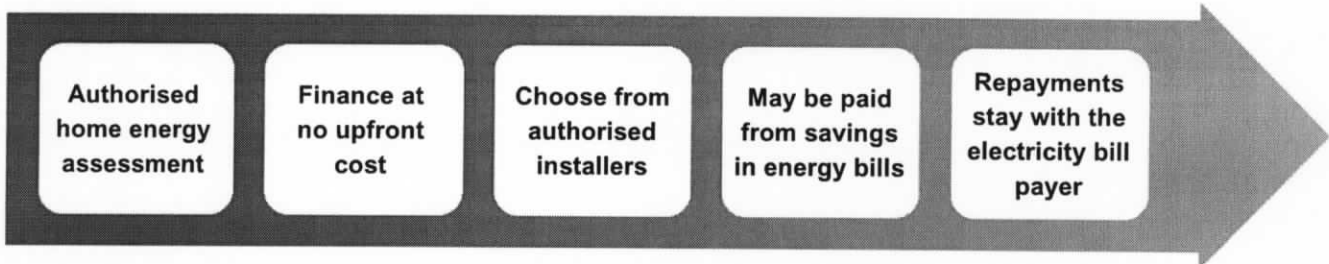 Authorised
home energy
assessment
Finance at
no upfront
cost
Choose from
authorised
installers
May be paid
from savings
in energy bills
Repayments
stay with the
electricity bill
payer